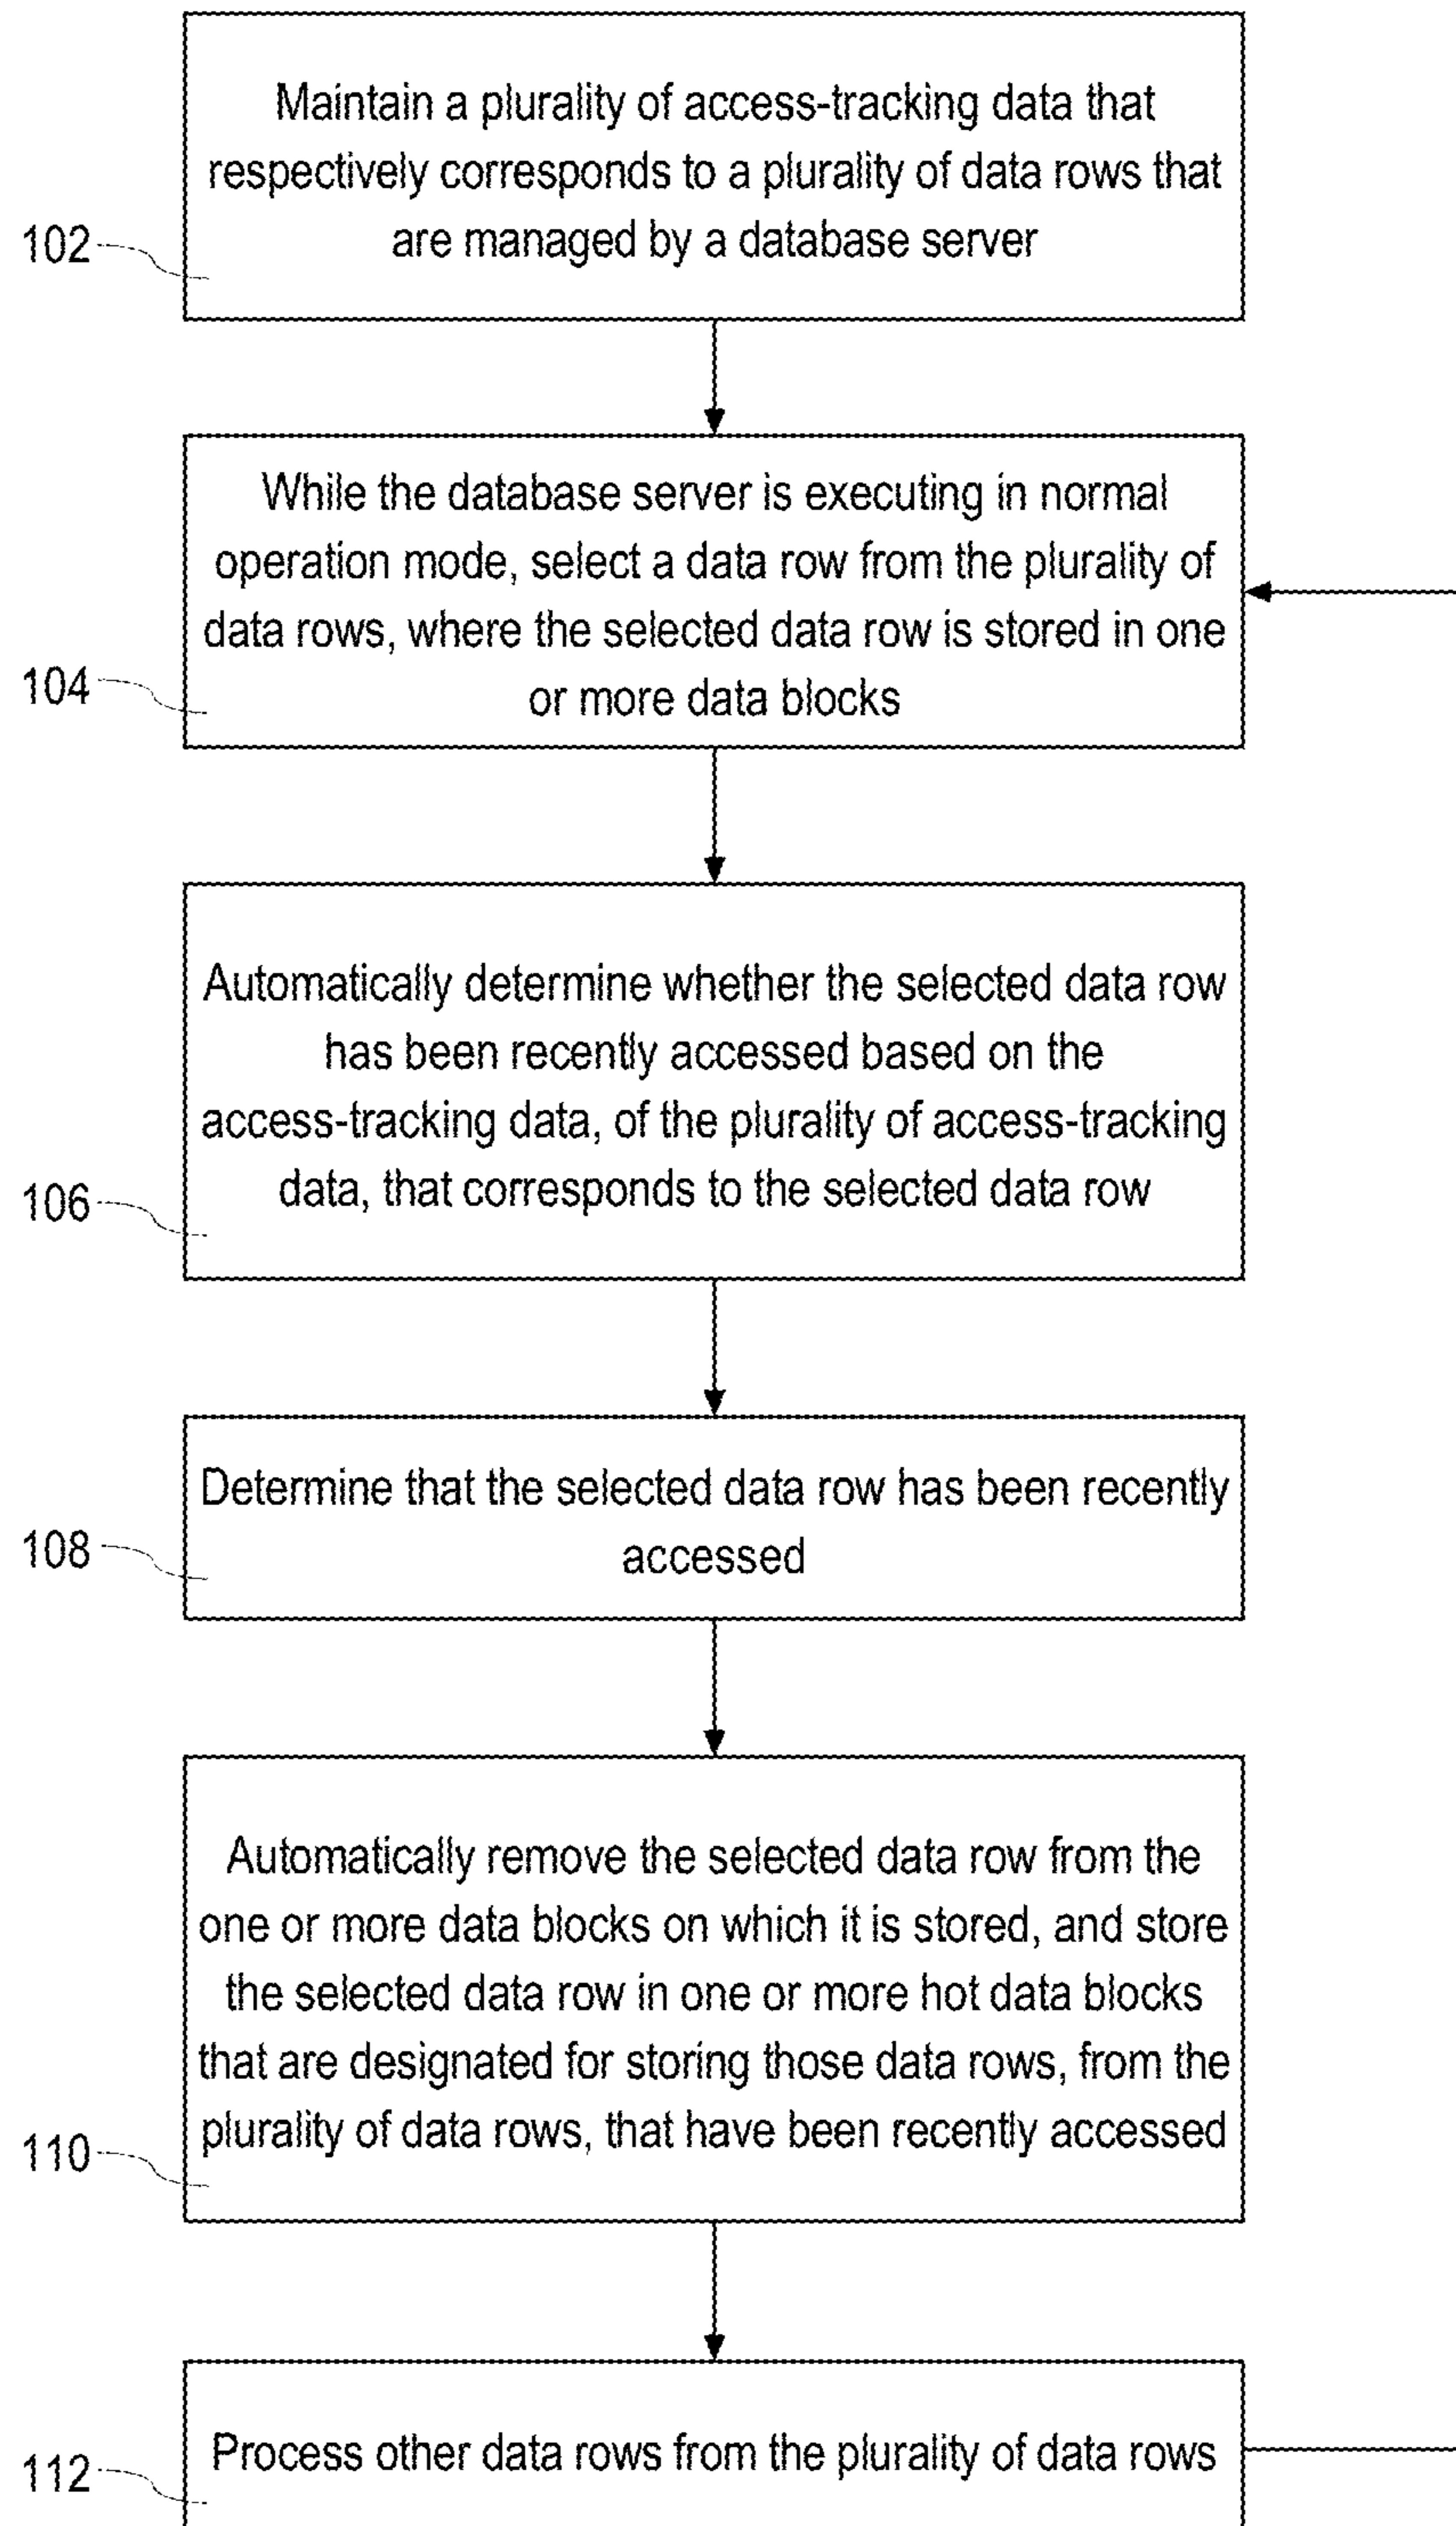 Maintain a plurality of access-tracking data that
respectively corresponds to a plurality of data rows that
are managed by a database server
102
While the database server is executing in normal
operation mode, select a data row from the plurality of
data rows, where the selected data row is stored in one
or more data blocks
104
Automatically determine whether the selected data row
has been recently accessed based on the
access-tracking data, of the plurality of access-tracking
data, that corresponds to the selected data row
106
Determine that the selected data row has been recently
accessed
108
Automatically remove the selected data row from the
one or more data blocks on which it is stored, and store
the selected data row in one or more hot data blocks
that are designated for storing those data rows, from the
plurality of data rows, that have been recently accessed
110
Process other data rows from the plurality of data rows
112